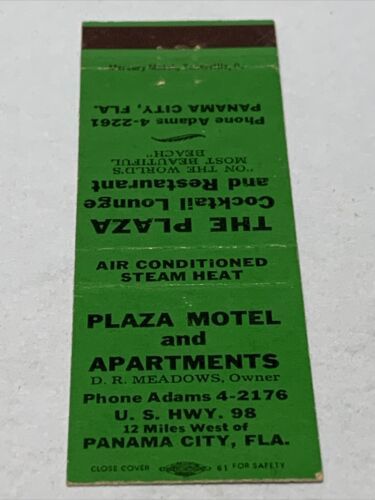 THE PLAZA
Cocktail Lounge
and Restaurant
"ON THE WORLD'S
MOST BEAUTIFUL
BEACH"
Phone Adams 4-2261
PANAMA CITY, FLA.
AIR CONDITIONED
STEAM HEAT
PLAZA MOTEL
and
APARTMENTS
D. R. MEADOWS, Owner
Phone Adams 4-2176
U. S. HWY. 98
12 Miles West of
PANAMA CITY, FLA.
CLOSE COVER 61 FOR SAFETY